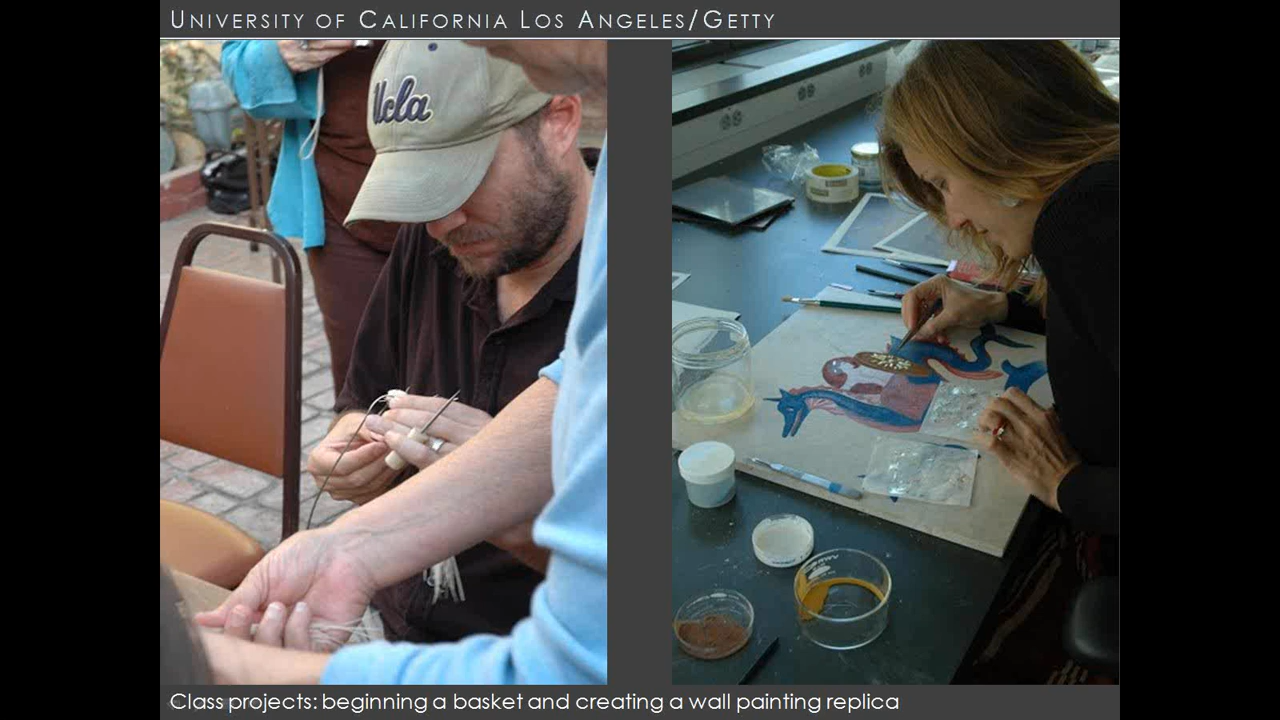 UNIVERSITY OF CALIFORNIA LOS ANGELES/GETTY
Ucla
Class projects: beginning a basket and creating a wall painting replica